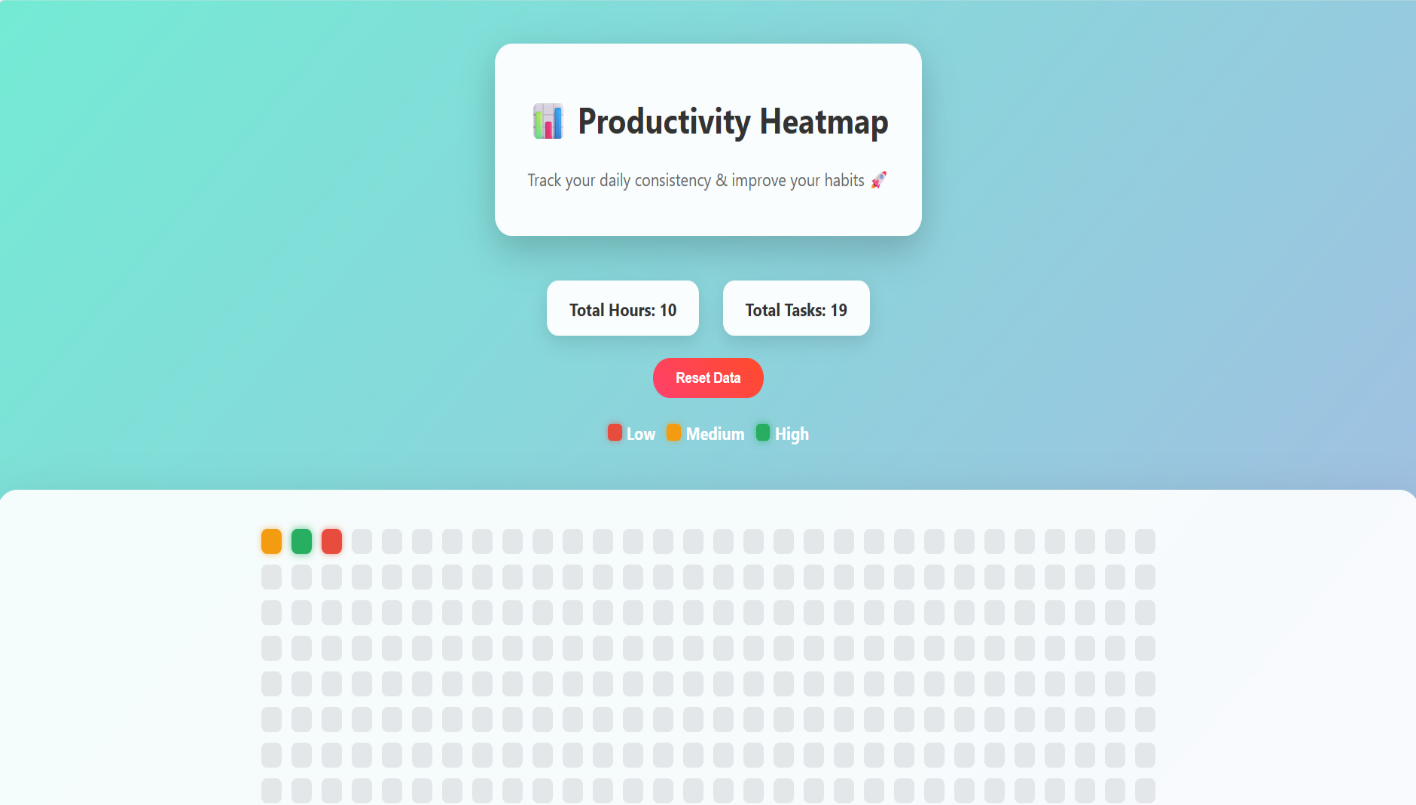 📊 Productivity Heatmap
Track your daily consistency & improve your habits 🚀
Total Hours: 10
Total Tasks: 19
Reset Data
Low Medium High